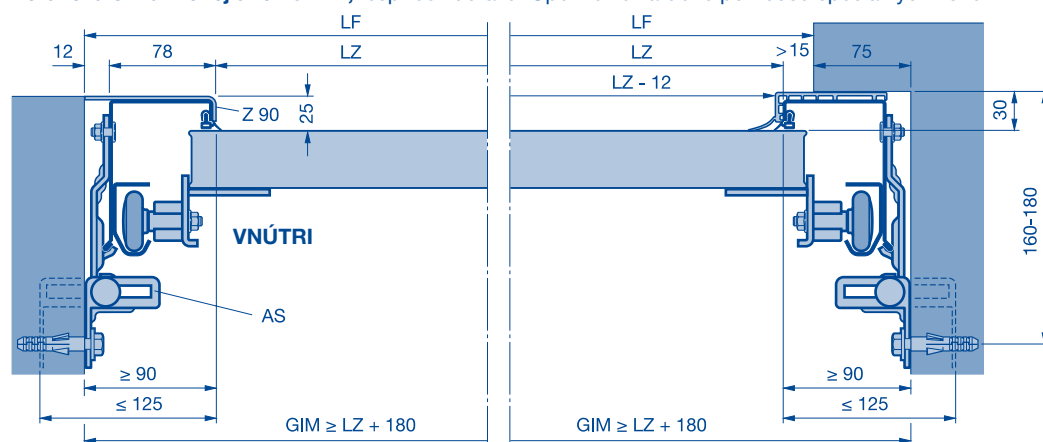 LF LF
12 78 LZ LZ >15 75
LZ - 12
Z 90 25 30
160-180
VNÚTRI
AS
≥ 90 ≥ 90
≤ 125 ≤ 125
GIM ≥ LZ + 180 GIM ≥ LZ + 180